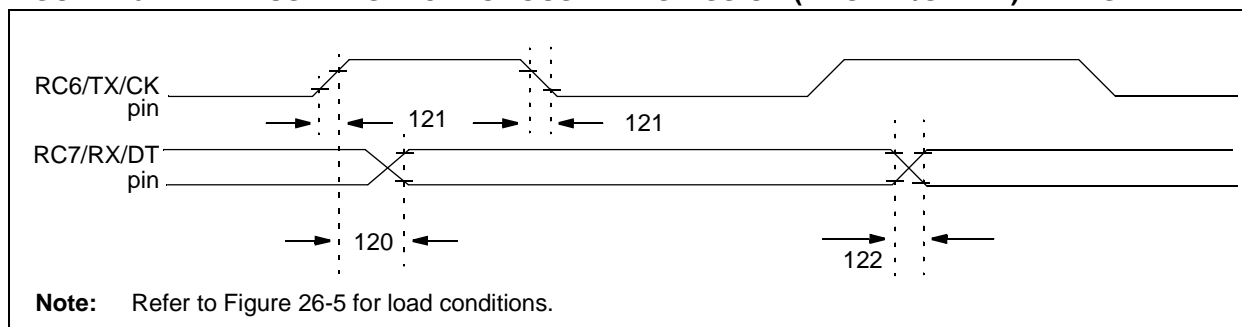 RC6/TX/CK
pin
121
121
RC7/RX/DT
pin
120
122
Note: Refer to Figure 26-5 for load conditions.